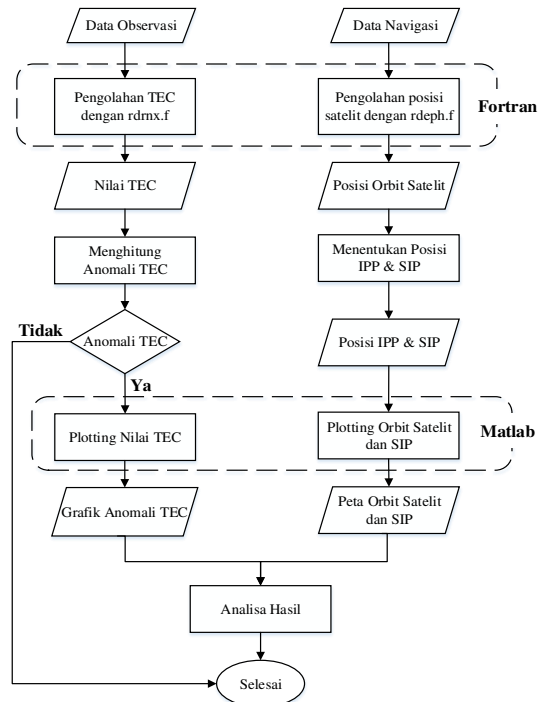 Data Observasi
Data Navigasi
Pengolahan TEC
dengan rdrnx.f
Pengolahan posisi
satelit dengan rdeph.f
Fortran
Nilai TEC
Posisi Orbit Satelit
Menghitung
Anomali TEC
Menentukan Posisi
IPP & SIP
Tidak
Anomali TEC
Posisi IPP & SIP
Ya
Plotting Nilai TEC
Plotting Orbit Satelit
dan SIP
Matlab
Grafik Anomali TEC
Peta Orbit Satelit
dan SIP
Analisa Hasil
Selesai